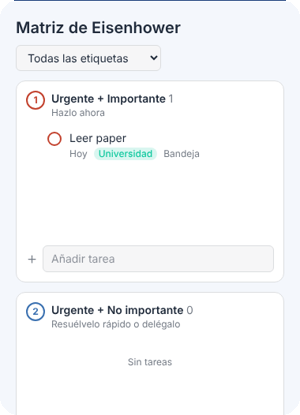 Matriz de Eisenhower
Todas las etiquetas
1 Urgente + Importante 1
Hazlo ahora
Leer paper
Hoy Universidad Bandeja
+ Añadir tarea
2 Urgente + No importante 0
Resuélvelo rápido o delégalo
Sin tareas